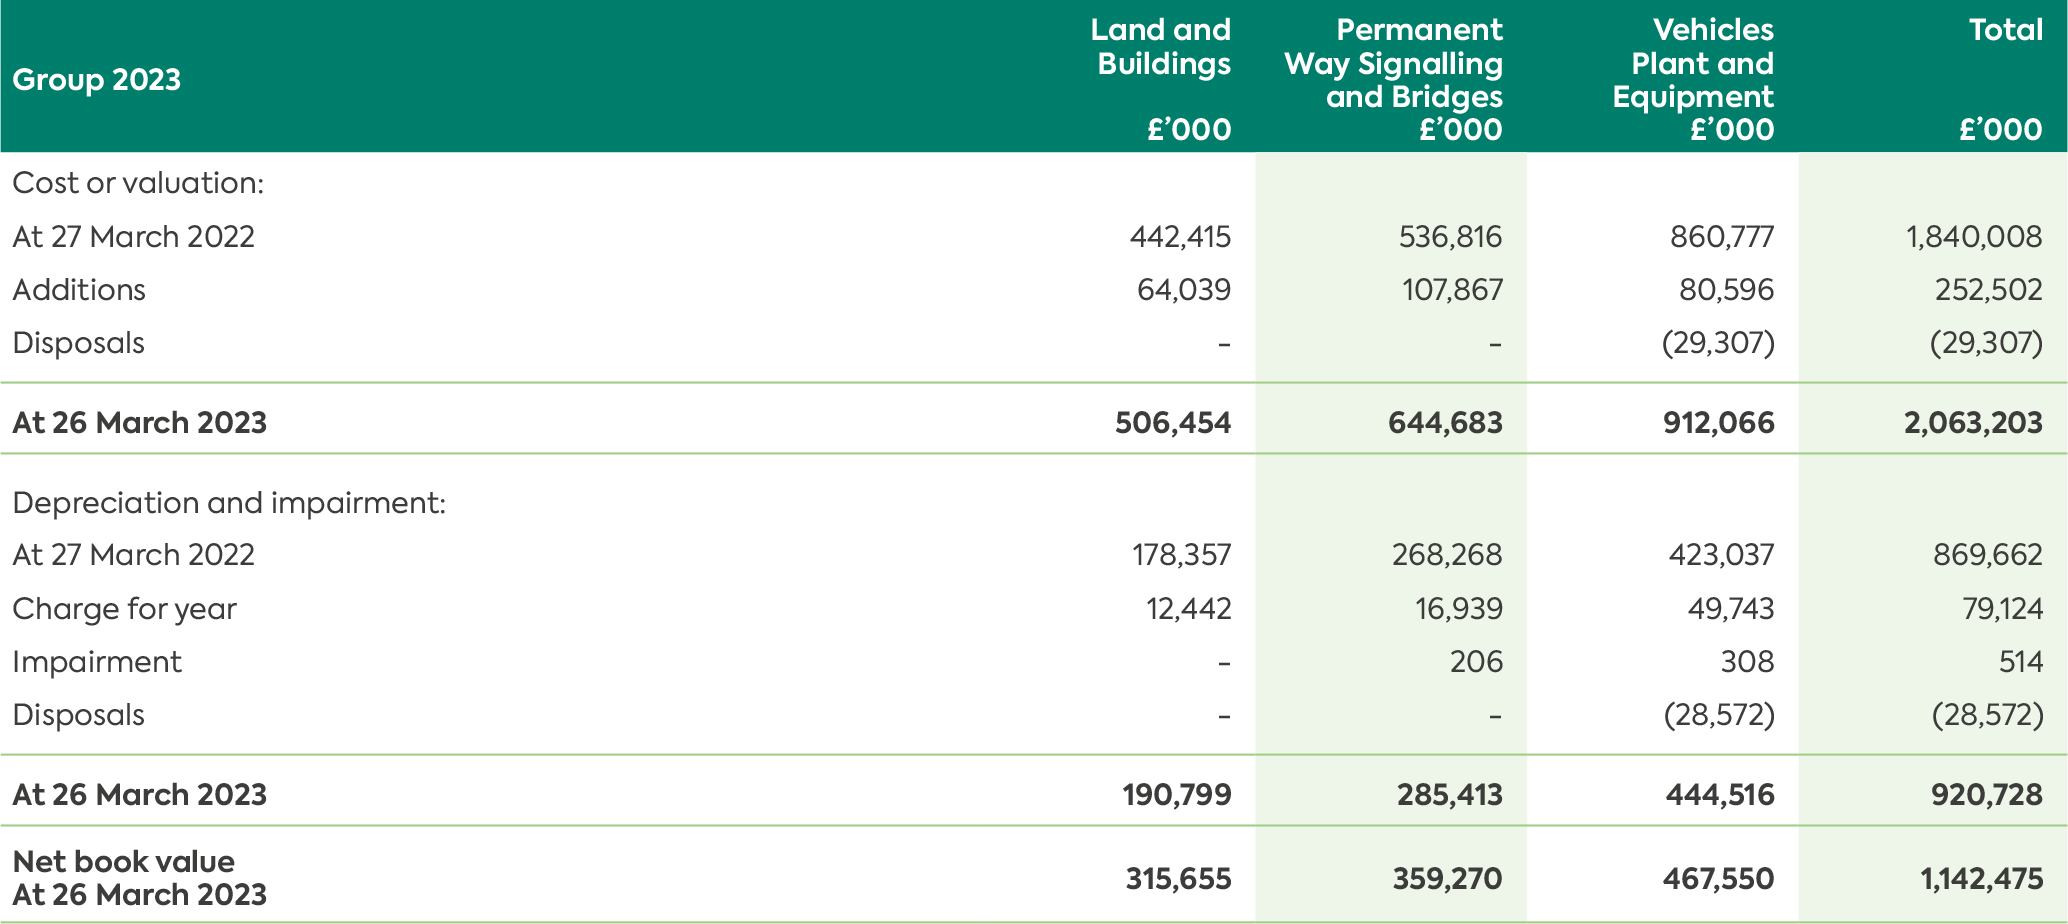 Group 2023
Land and Buildings £’000
Permanent Way Signalling and Bridges £’000
Vehicles Plant and Equipment £’000
Total £’000
Cost or valuation:
At 27 March 2022 442,415 536,816 860,777 1,840,008
Additions 64,039 107,867 80,596 252,502
Disposals – – (29,307) (29,307)
At 26 March 2023 506,454 644,683 912,066 2,063,203
Depreciation and impairment:
At 27 March 2022 178,357 268,268 423,037 869,662
Charge for year 12,442 16,939 49,743 79,124
Impairment – 206 308 514
Disposals – – (28,572) (28,572)
At 26 March 2023 190,799 285,413 444,516 920,728
Net book value
At 26 March 2023 315,655 359,270 467,550 1,142,475